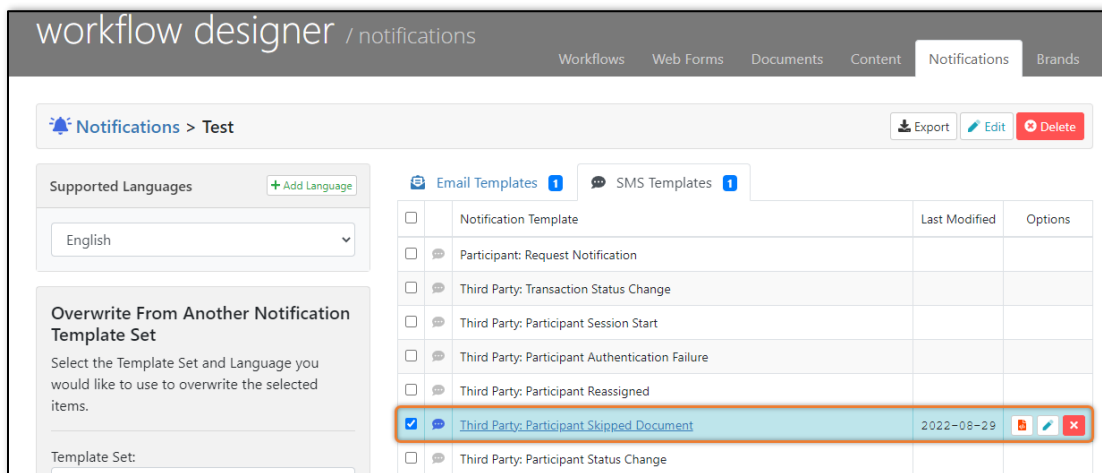 workflow designer / notifications
Workflows Web Forms Documents Content Notifications Brands
Notifications > Test
Export Edit Delete
Supported Languages
+ Add Language
English
Overwrite From Another Notification
Template Set
Select the Template Set and Language you
would like to use to overwrite the selected
items.
Template Set:
Email Templates 1 SMS Templates 1
Notification Template Last Modified Options
Participant: Request Notification
Third Party: Transaction Status Change
Third Party: Participant Session Start
Third Party: Participant Authentication Failure
Third Party: Participant Reassigned
Third Party: Participant Skipped Document 2022-08-29
Third Party: Participant Status Change